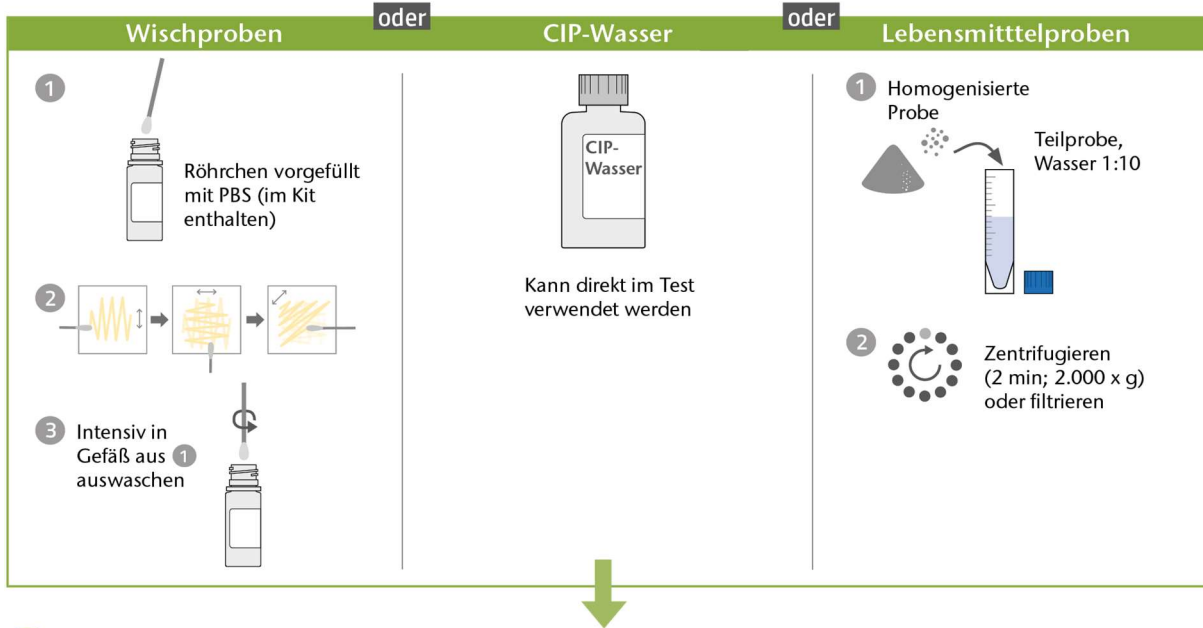 oder
oder
Wischproben
CIP-Wasser
Lebensmitttelproben
1
Röhrchen vorgefüllt
mit PBS (im Kit
enthalten)
2
3 Intensiv in
Gefäß aus 1
auswaschen
CIP-
Wasser
Kann direkt im Test
verwendet werden
1 Homogenisierte
Probe
Teilprobe,
Wasser 1:10
2 Zentrifugieren
(2 min; 2.000 x g)
oder filtrieren